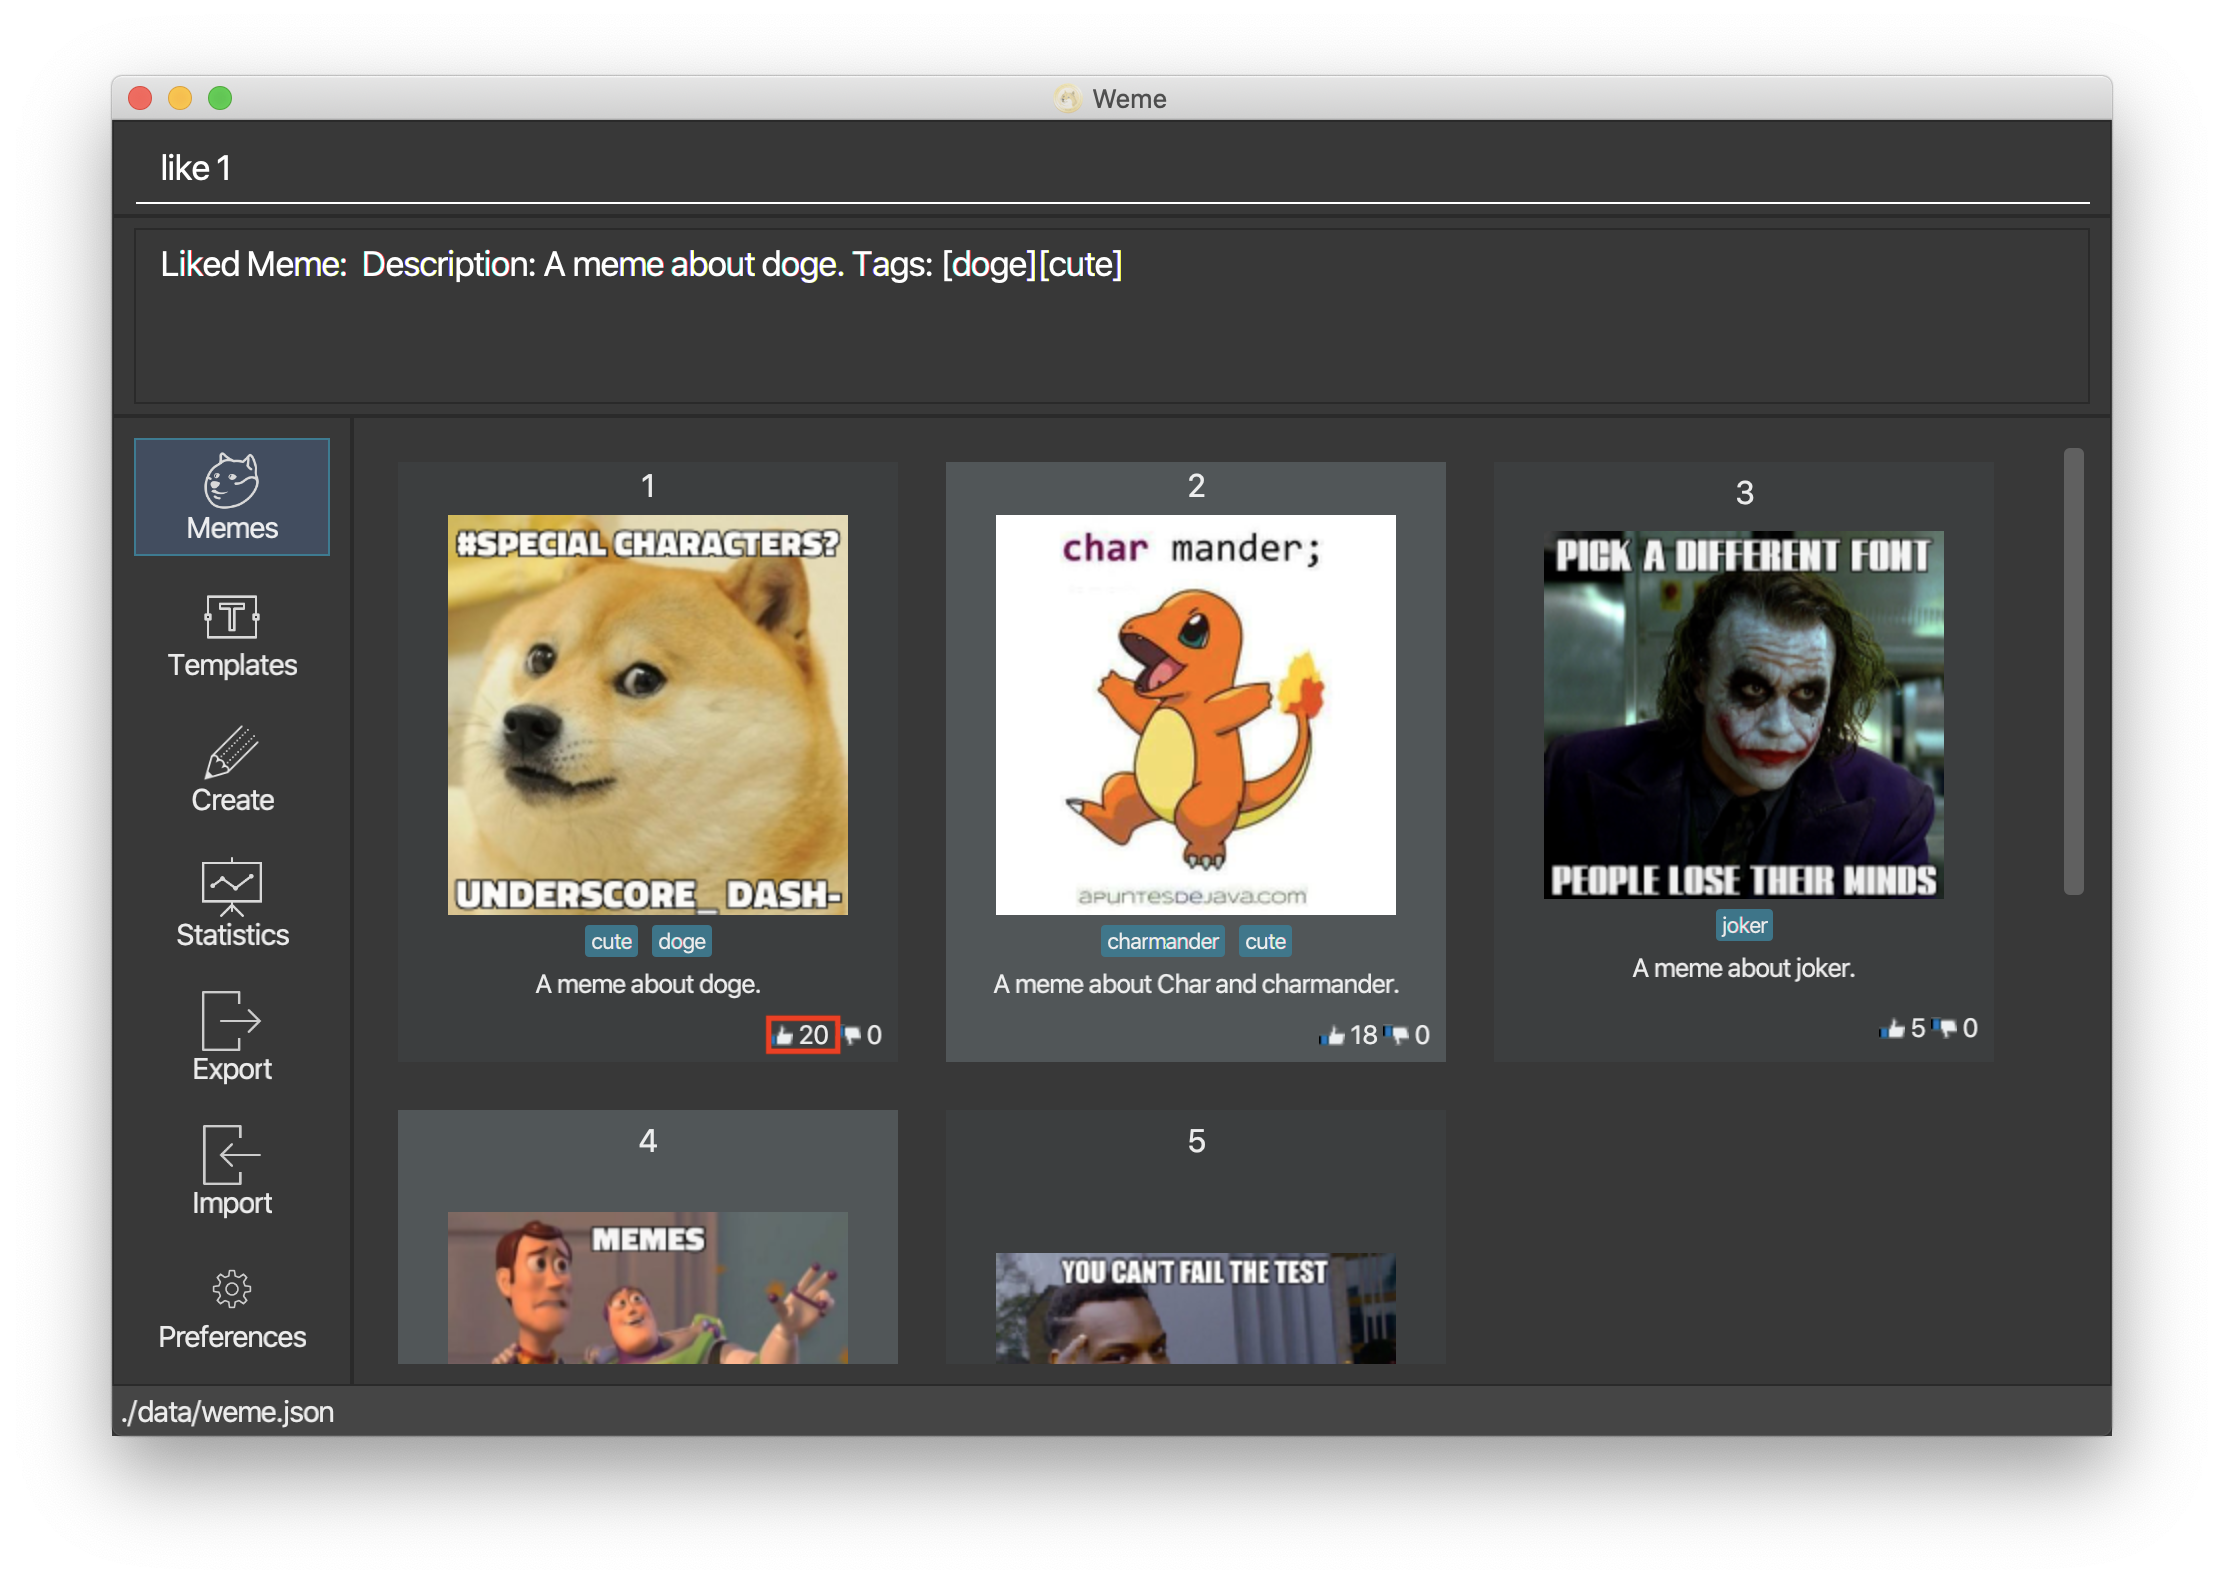 Weme
like 1
Liked Meme: Description: A meme about doge. Tags: [doge][cute]
Memes
Templates
Create
Statistics
Export
Import
Preferences
1
#SPECIAL CHARACTERS?
UNDERSCORE_ DASH-
cute doge
A meme about doge.
20 0
2
char mander;
apuntesdejava.com
charmander cute
A meme about Char and charmander.
18 0
3
PICK A DIFFERENT FONT
PEOPLE LOSE THEIR MINDS
joker
A meme about joker.
5 0
4
MEMES
5
YOU CAN'T FAIL THE TEST
./data/weme.json